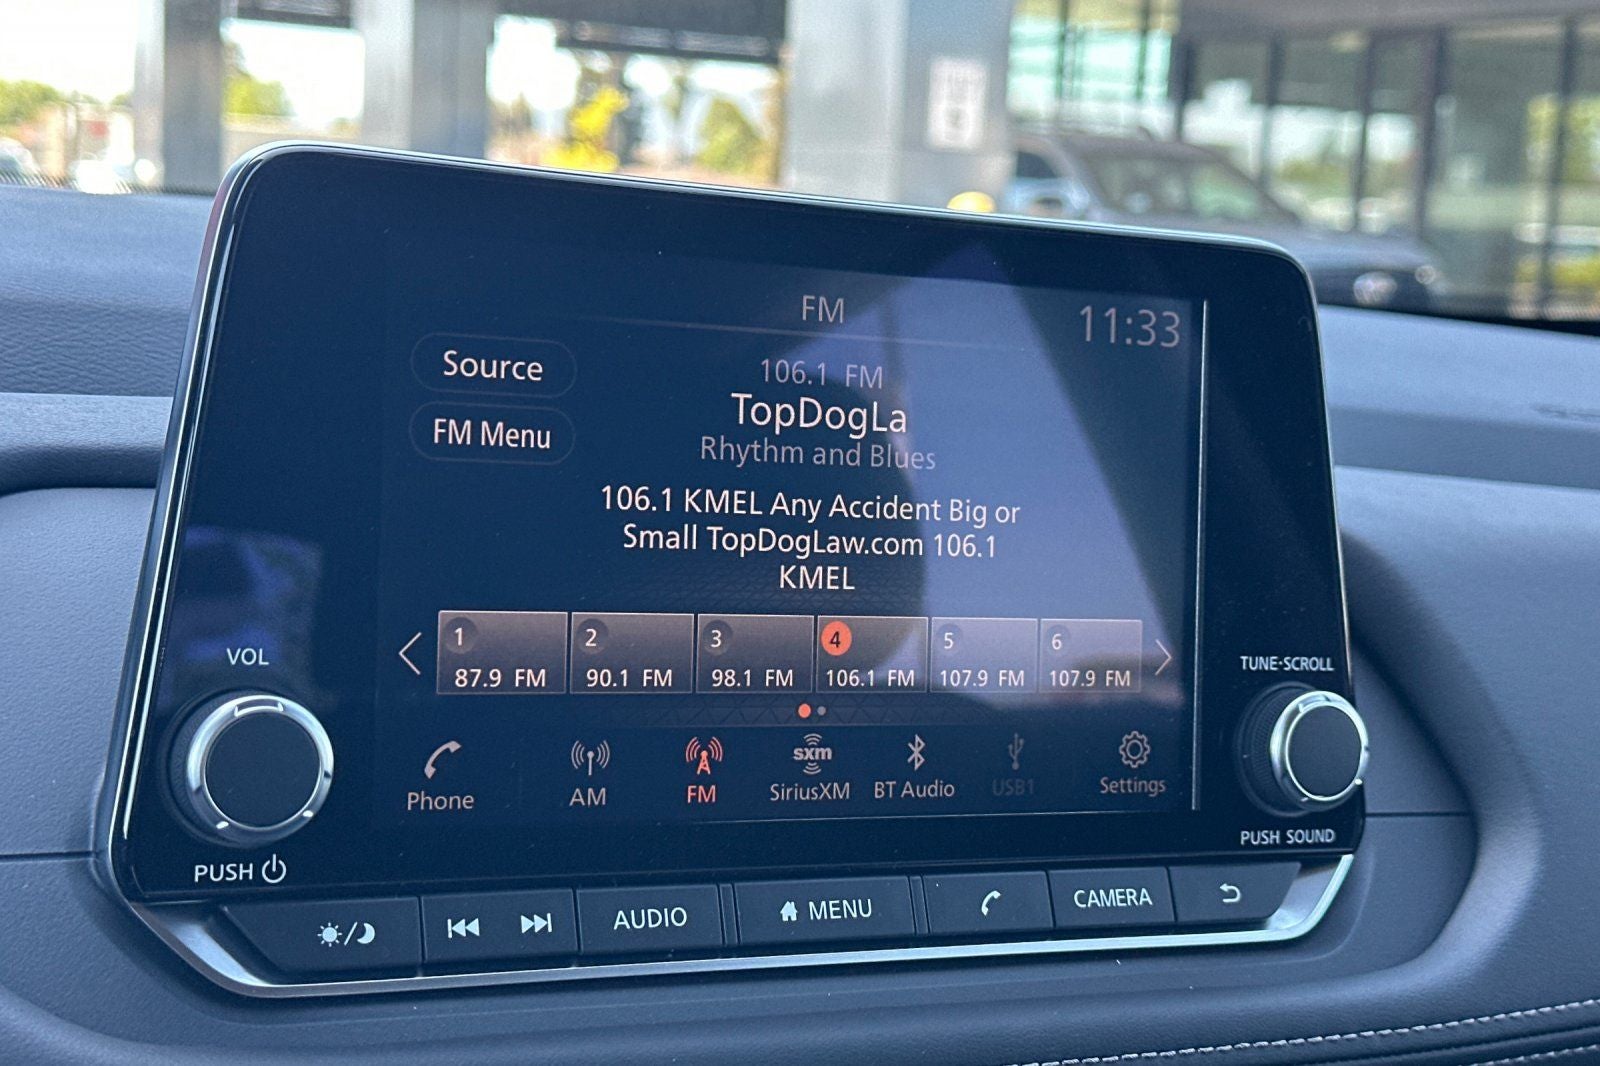 FM
11:33
Source
106.1 FM
TopDogLa
FM Menu
Rhythm and Blues
106.1 KMEL Any Accident Big or
Small TopDogLaw.com 106.1
KMEL
1 2 3 4 5 6
87.9 FM 90.1 FM 98.1 FM 106.1 FM 107.9 FM 107.9 FM
VOL
TUNE·SCROLL
sxm
Phone AM FM SiriusXM BT Audio USB1 Settings
PUSH
PUSH SOUND
AUDIO MENU CAMERA